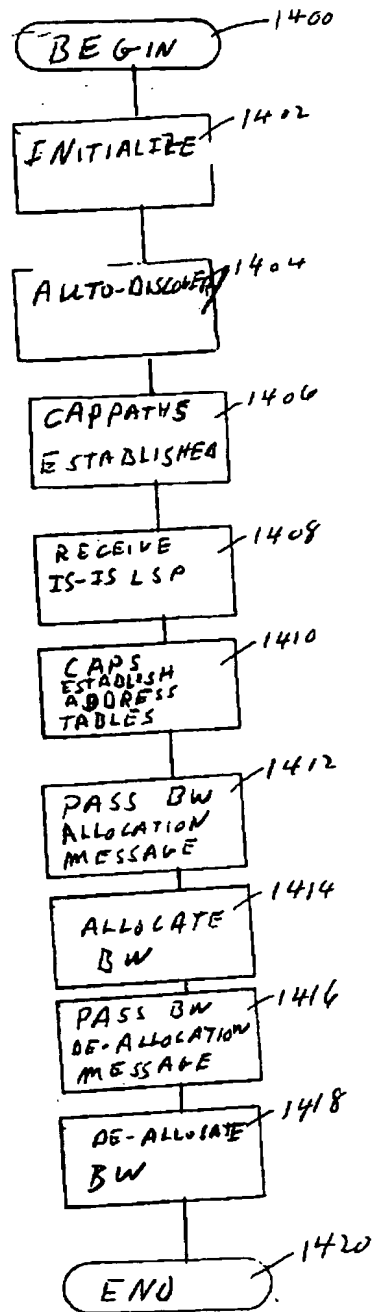 BEGIN
1400
INITIALIZE
1402
AUTO-DISCOVERY
1404
CAP PATHS
ESTABLISHED
1406
RECEIVE
IS-IS LSP
1408
CAPS
ESTABLISH
ADDRESS
TABLES
1410
PASS BW
ALLOCATION
MESSAGE
1412
ALLOCATE
BW
1414
PASS BW
DE-ALLOCATION
MESSAGE
1416
DE-ALLOCATE
BW
1418
END
1420